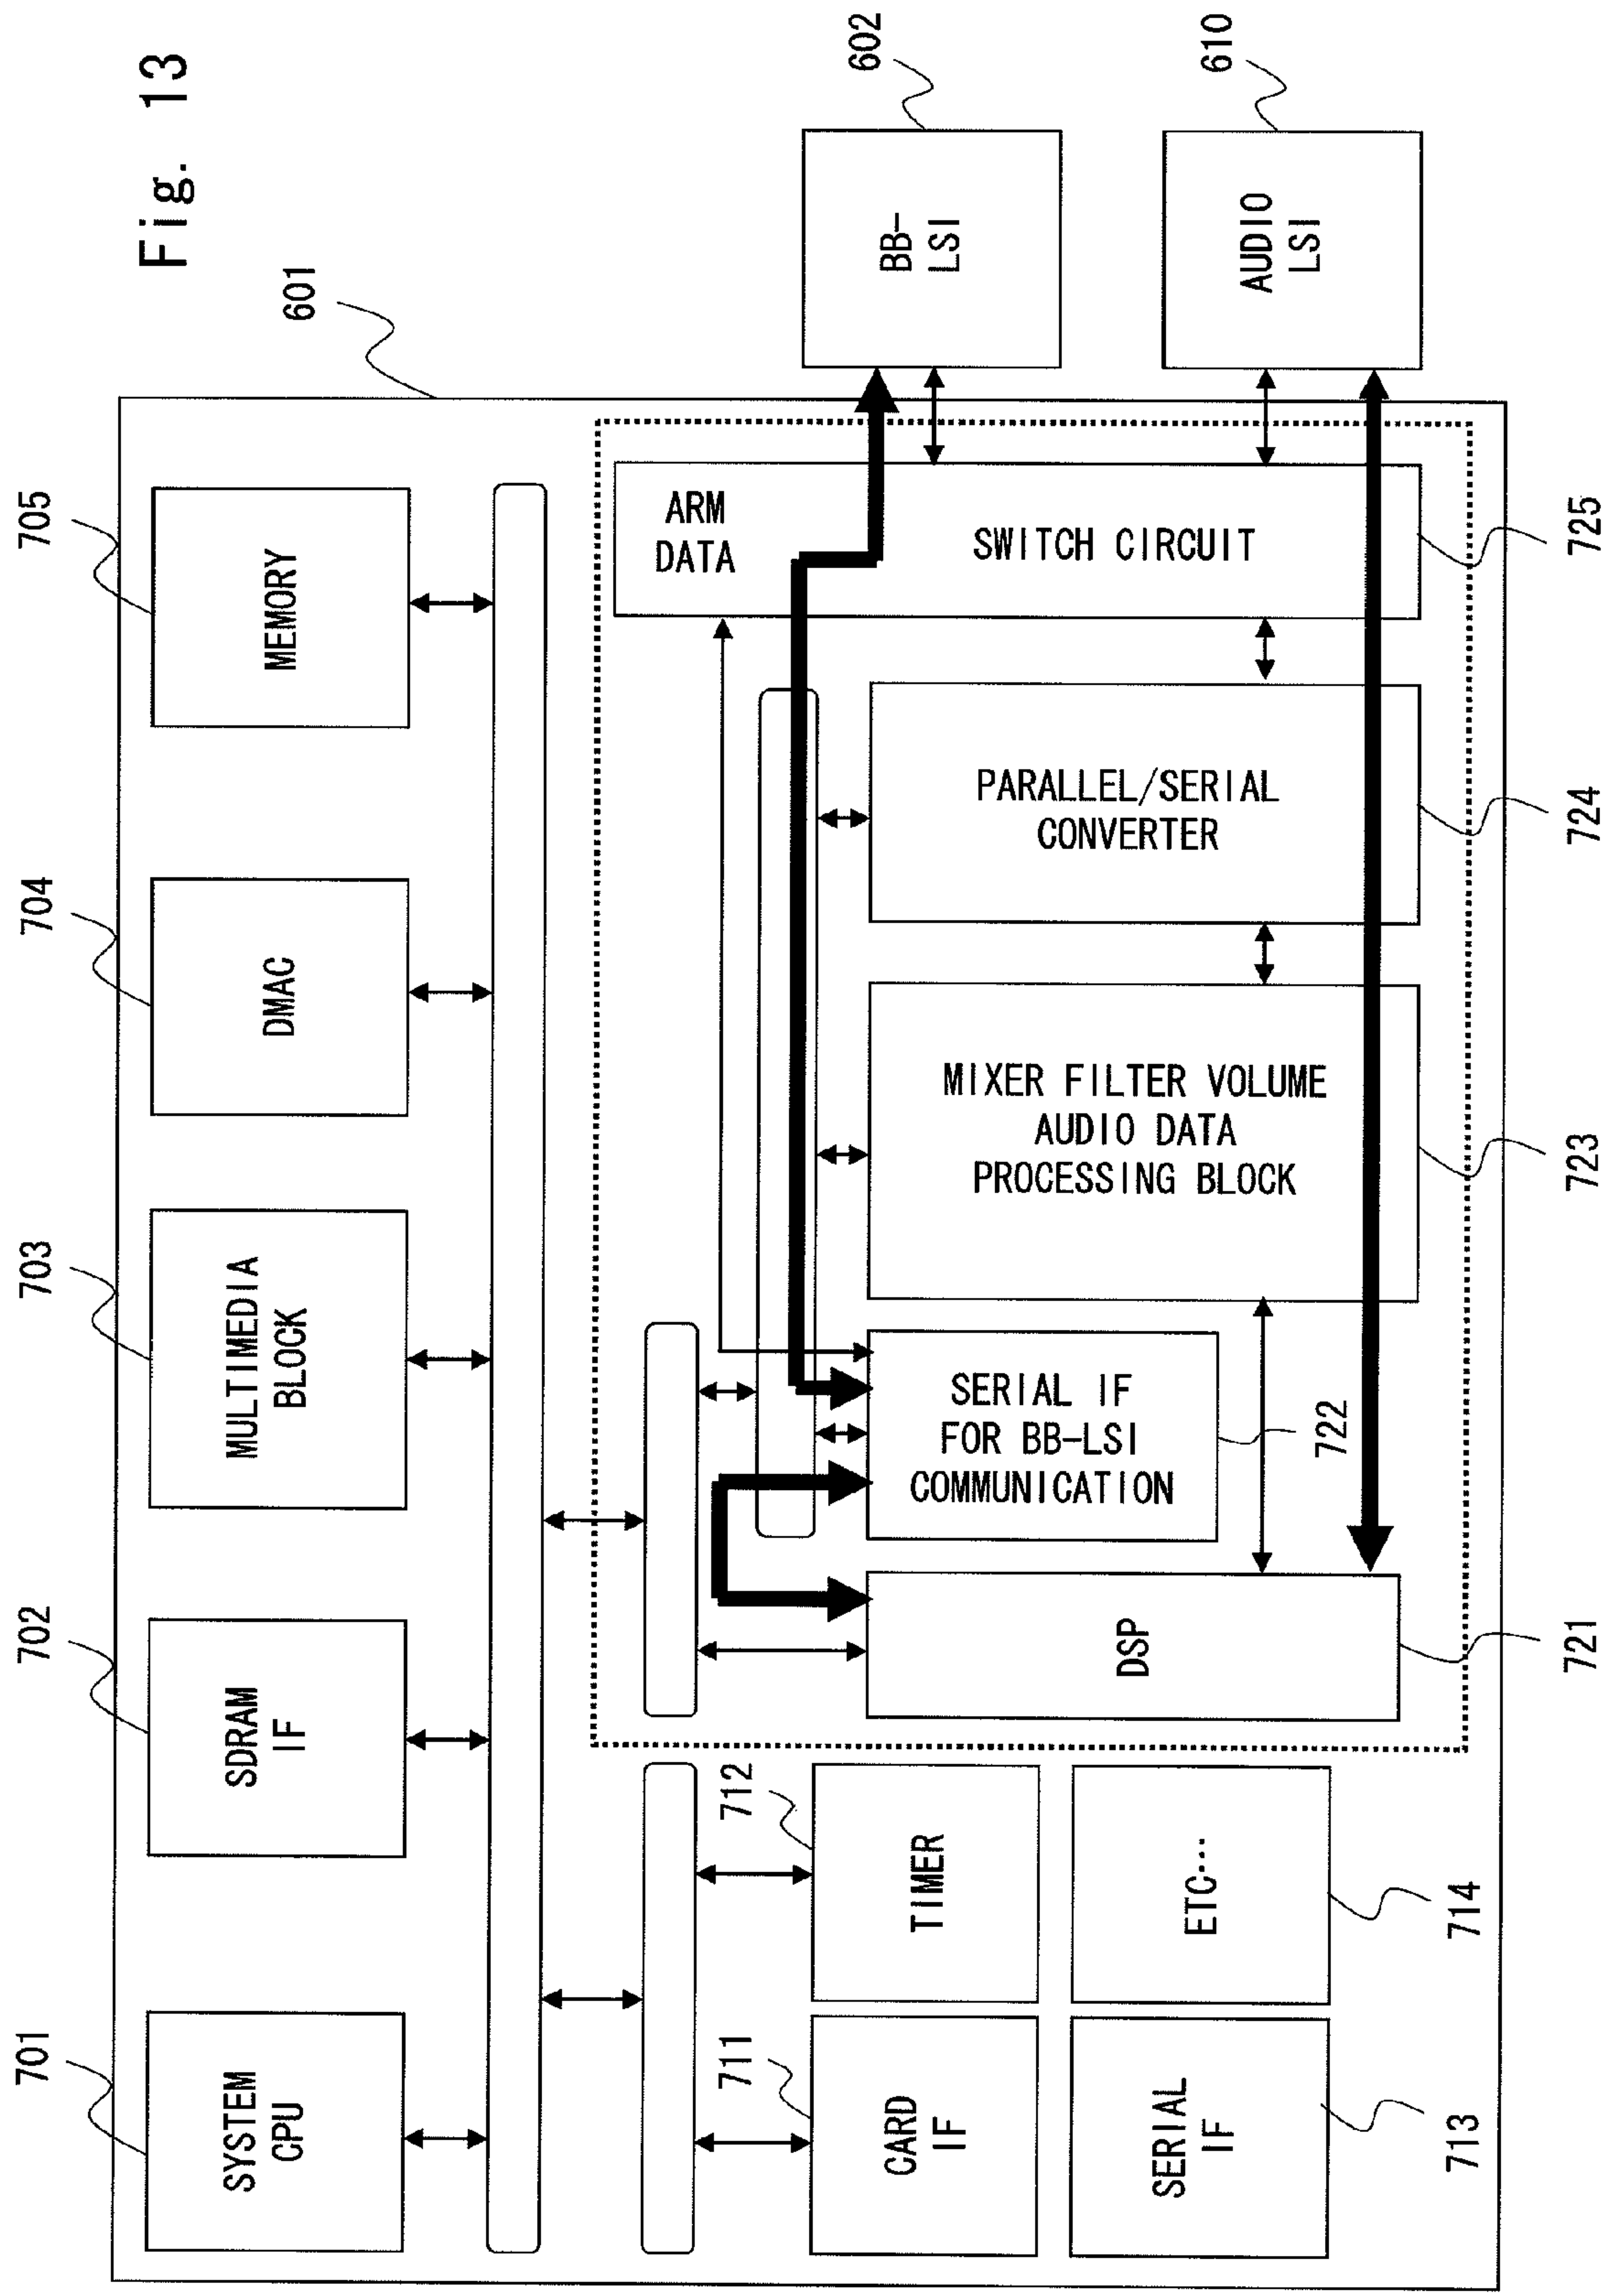 Fig. 13
601
701
702
703
704
705
SYSTEM
CPU
SDRAM
IF
MULTIMEDIA
BLOCK
DMAC
MEMORY
711
712
CARD
IF
TIMER
SERIAL
IF
ETC…
713
714
DSP
721
SERIAL IF
FOR BB-LSI
COMMUNICATION
722
MIXER FILTER VOLUME
AUDIO DATA
PROCESSING BLOCK
723
PARALLEL/SERIAL
CONVERTER
724
ARM
DATA
SWITCH CIRCUIT
725
BB-
LSI
602
AUDIO
LSI
610